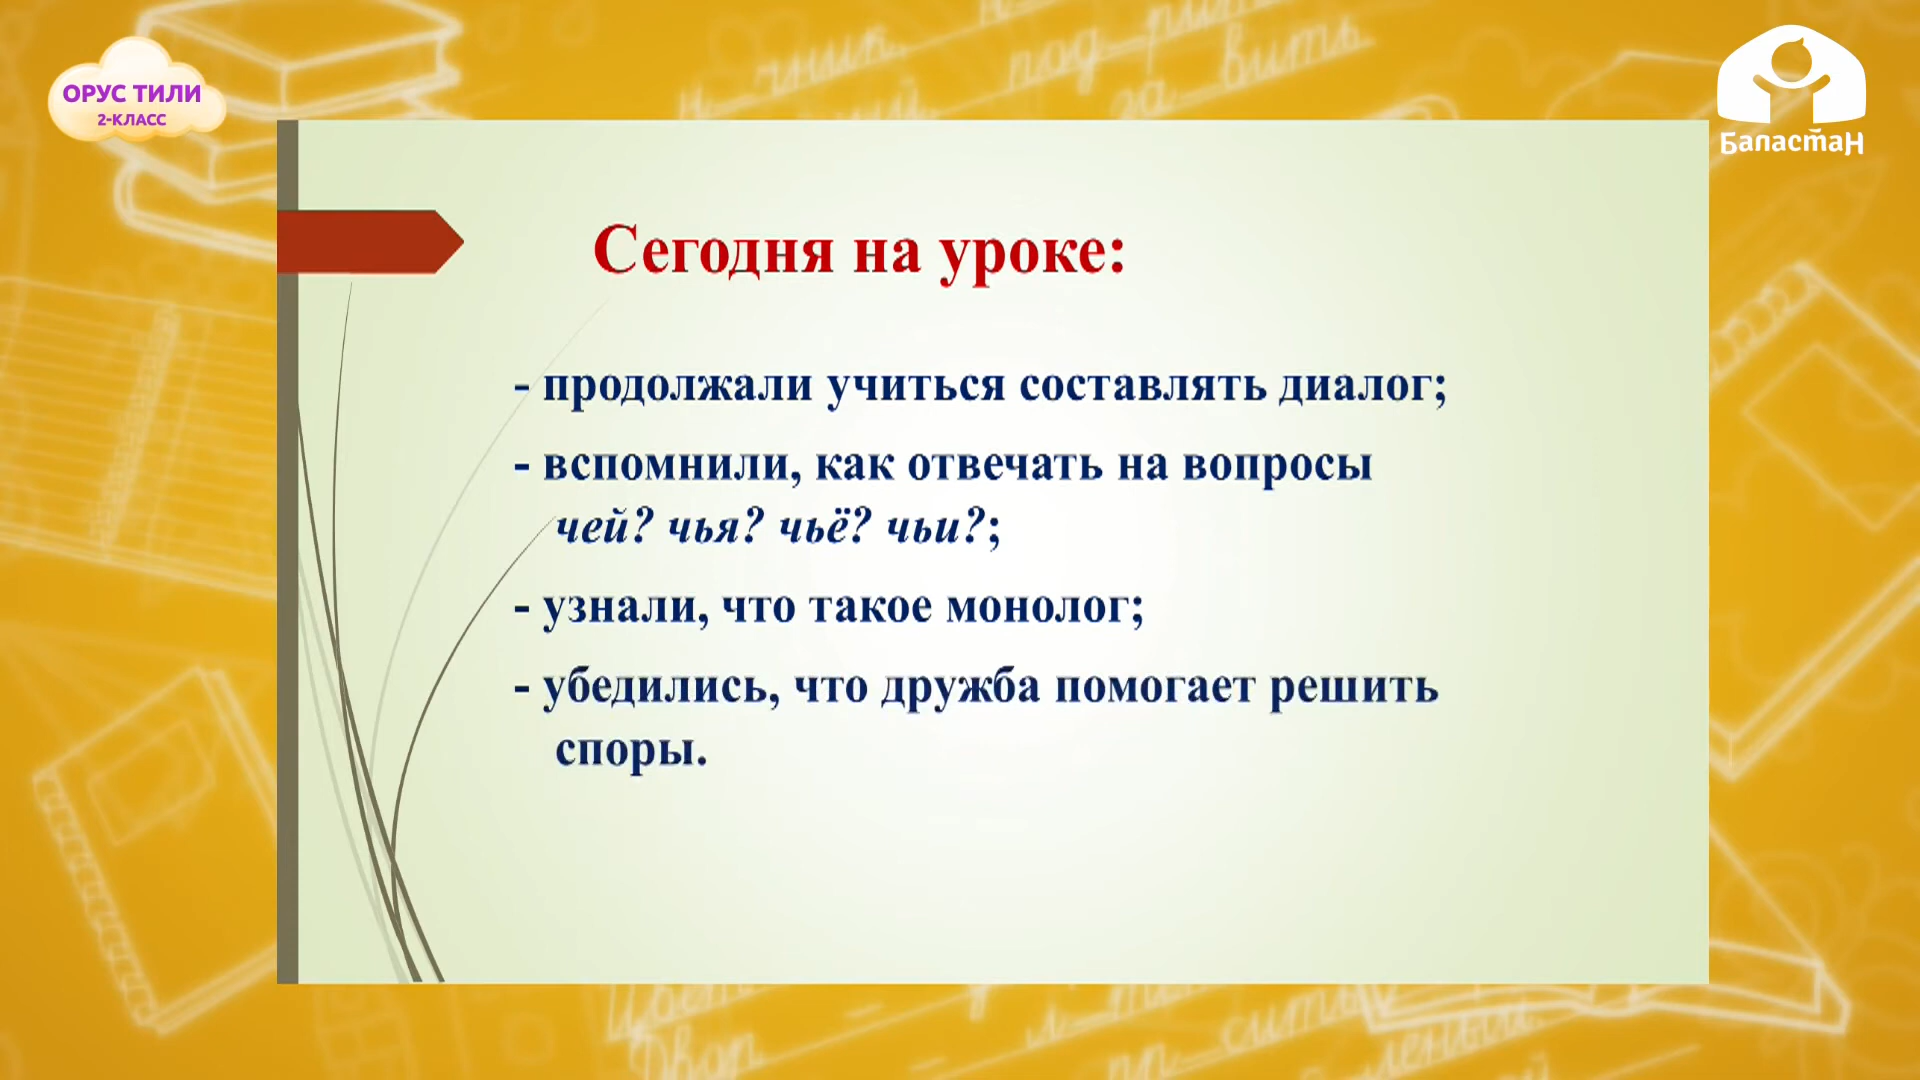 ОРУС ТИЛИ
2-КЛАСС
Баластан
Сегодня на уроке:
- продолжали учиться составлять диалог;
- вспомнили, как отвечать на вопросы
чей? чья? чьё? чьи?;
- узнали, что такое монолог;
- убедились, что дружба помогает решить
споры.